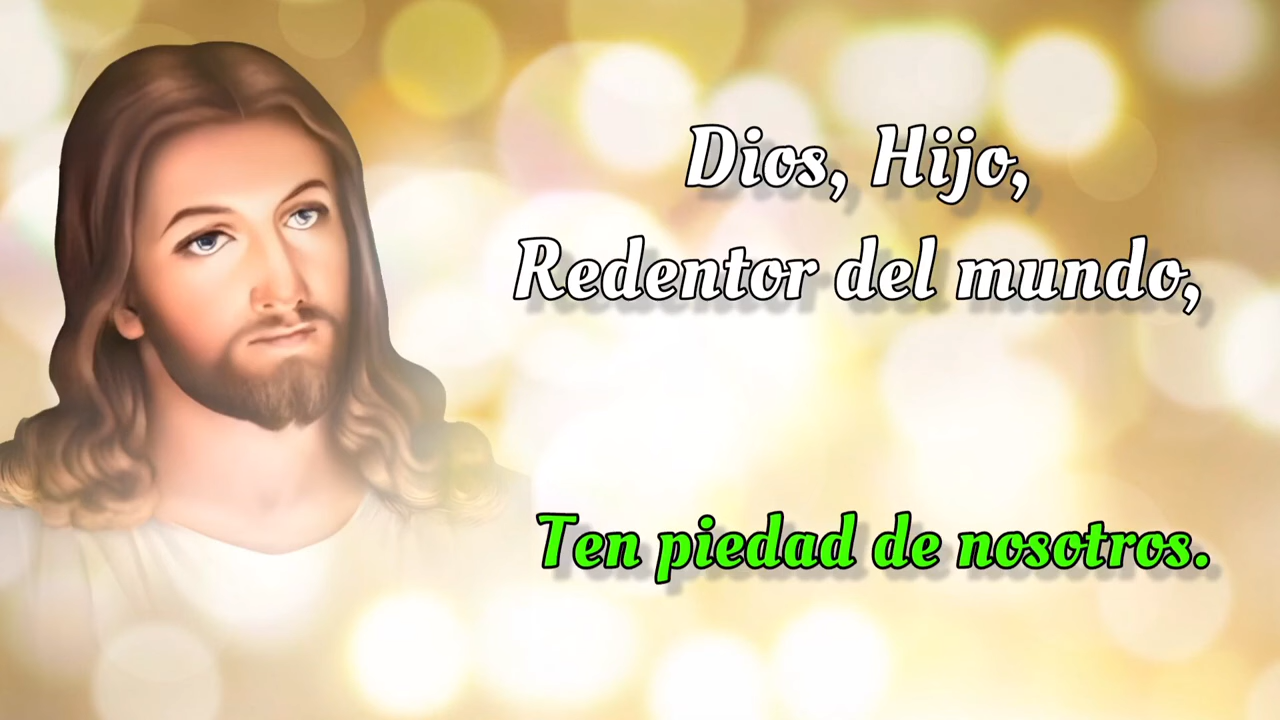 Dios, Hijo,
Redentor del mundo,
Ten piedad de nosotros.